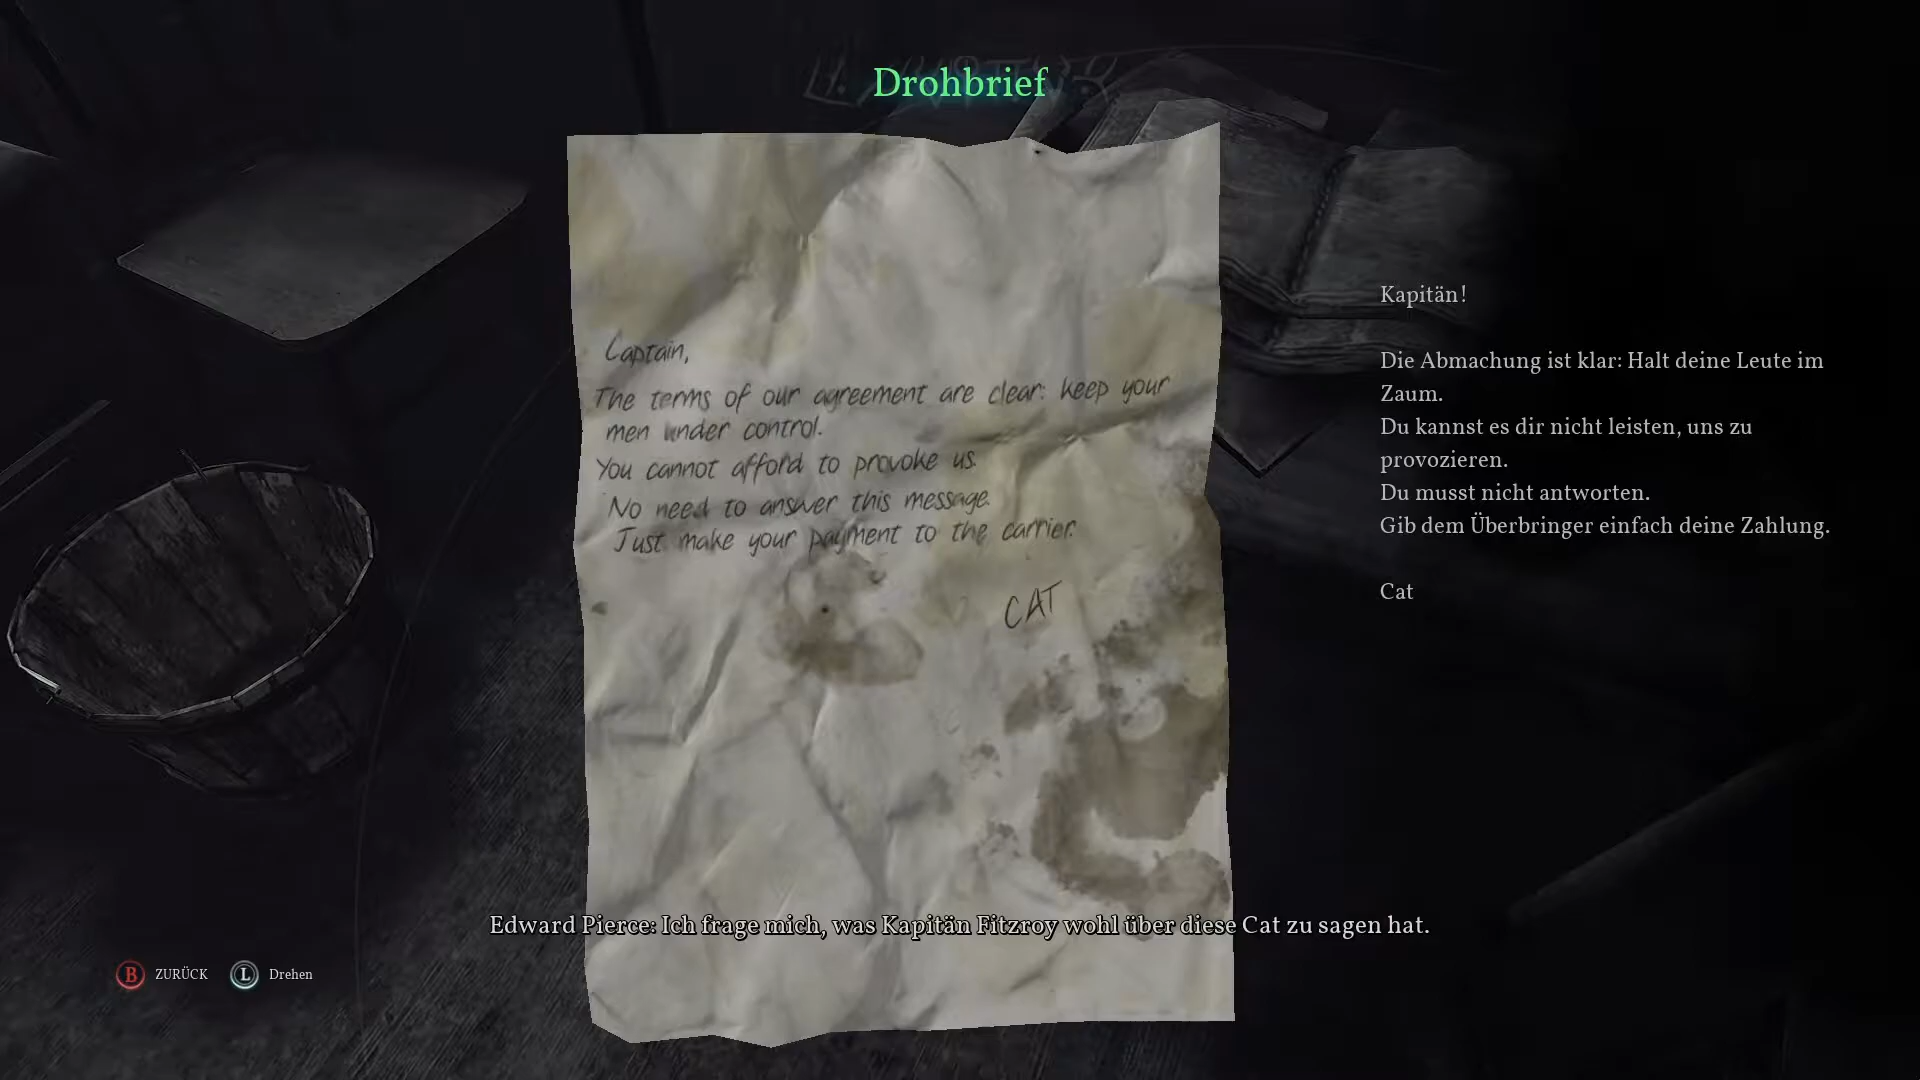 Drohbrief
Captain,
The terms of our agreement are clear: keep your
men under control.
You cannot afford to provoke us.
No need to answer this message.
Just make your payment to the carrier.
CAT
Kapitän!
Die Abmachung ist klar: Halt deine Leute im
Zaum.
Du kannst es dir nicht leisten, uns zu
provozieren.
Du musst nicht antworten.
Gib dem Überbringer einfach deine Zahlung.
Cat
Edward Pierce: Ich frage mich, was Kapitän Fitzroy wohl über diese Cat zu sagen hat.
B ZURÜCK L Drehen